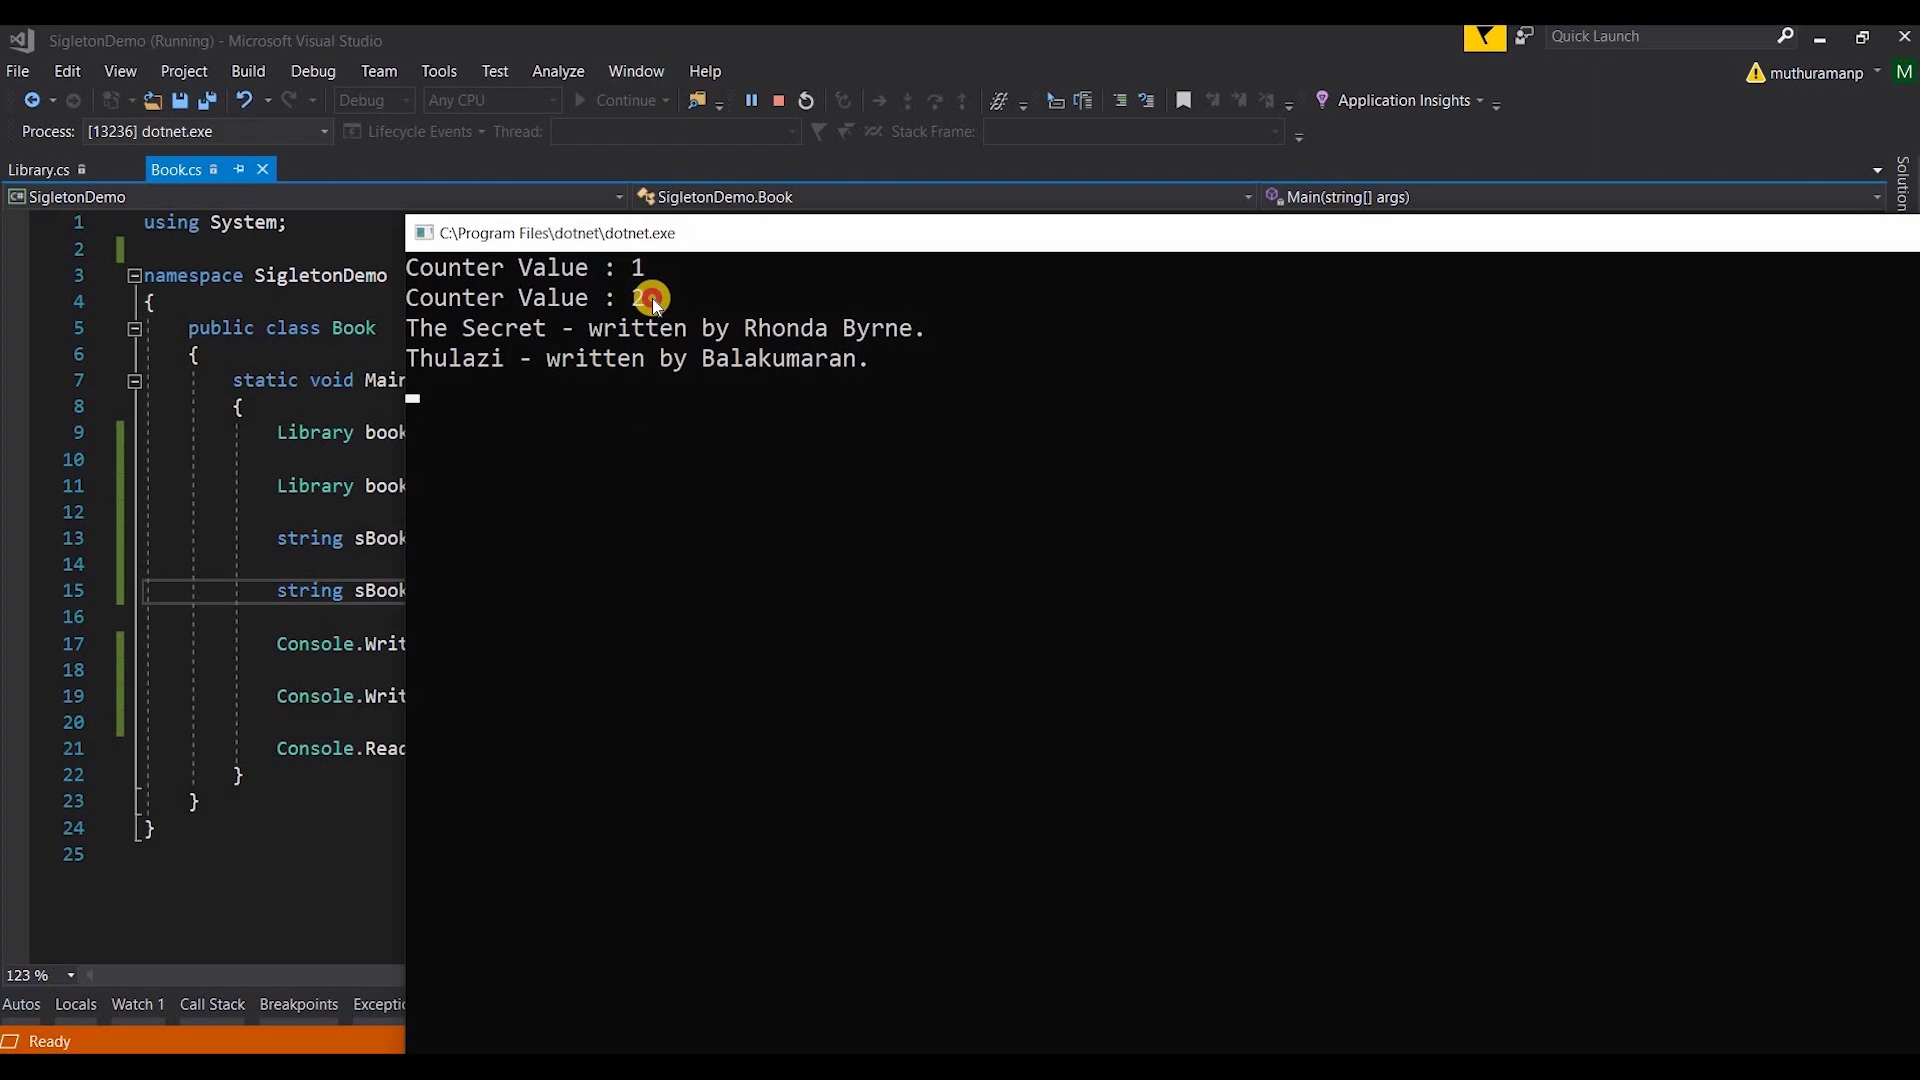 SigletonDemo (Running) - Microsoft Visual Studio
Quick Launch
File Edit View Project Build Debug Team Tools Test Analyze Window Help
muthuramanp M
Debug Any CPU Continue Application Insights
Process: [13236] dotnet.exe Lifecycle Events Thread: Stack Frame:
Library.cs Book.cs
Solution
C# SigletonDemo SigletonDemo.Book Main(string[] args)
C:\Program Files\dotnet\dotnet.exe
Counter Value : 1
Counter Value : 2
The Secret - written by Rhonda Byrne.
Thulazi - written by Balakumaran.
1 using System;
2
3 namespace SigletonDemo
4 {
5 public class Book
6 {
7 static void Main
8 {
9 Library book
10
11 Library book
12
13 string sBook
14
15 string sBook
16
17 Console.Writ
18
19 Console.Writ
20
21 Console.Read
22 }
23 }
24 }
25
123 %
Autos Locals Watch 1 Call Stack Breakpoints Exceptio
Ready